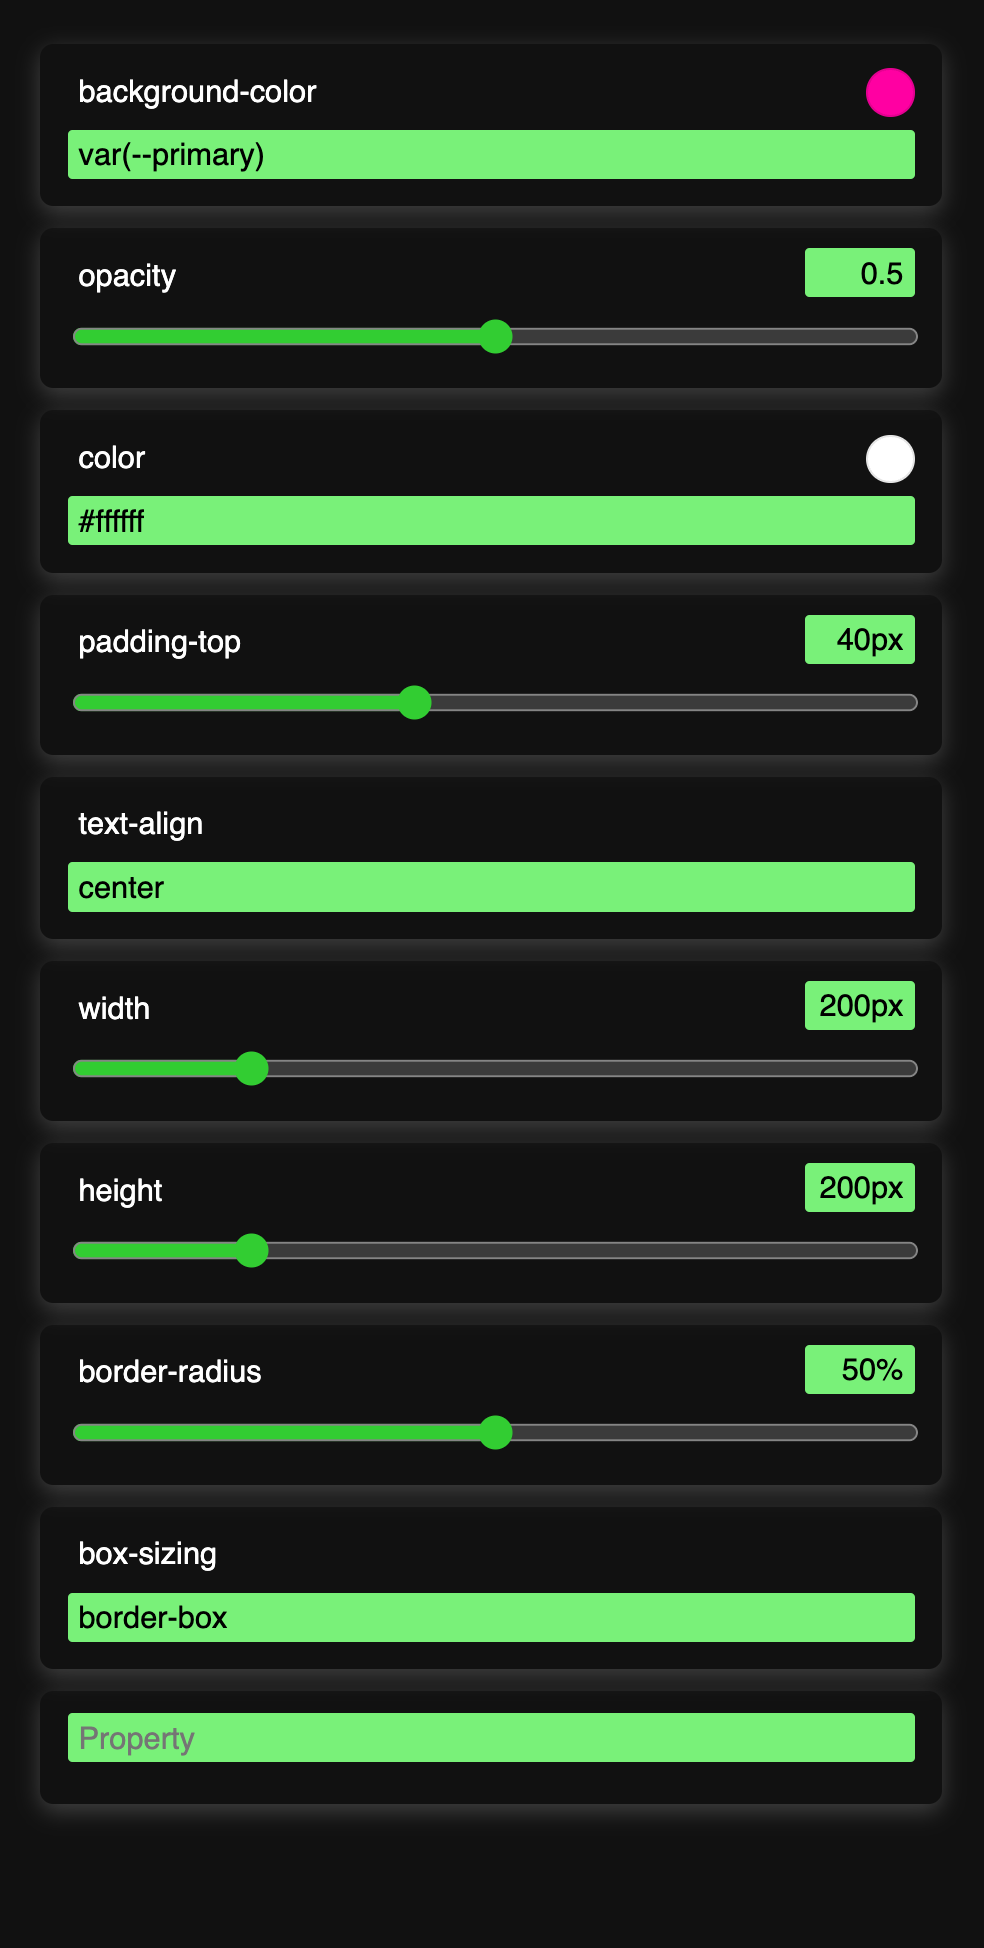 background-color
var(--primary)
opacity
0.5
color
#ffffff
padding-top
40px
text-align
center
width
200px
height
200px
border-radius
50%
box-sizing
border-box
Property